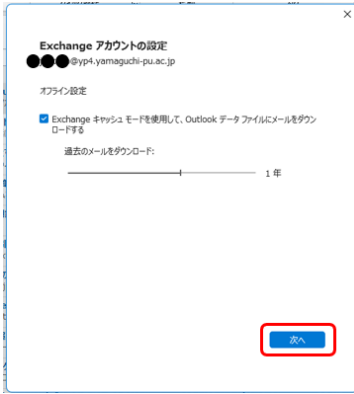 Exchange アカウントの設定
@yp4.yamaguchi-pu.ac.jp
オフライン設定
Exchange キャッシュ モードを使用して、Outlook データ ファイルにメールをダウン
ロードする
過去のメールをダウンロード:
1 年
次へ